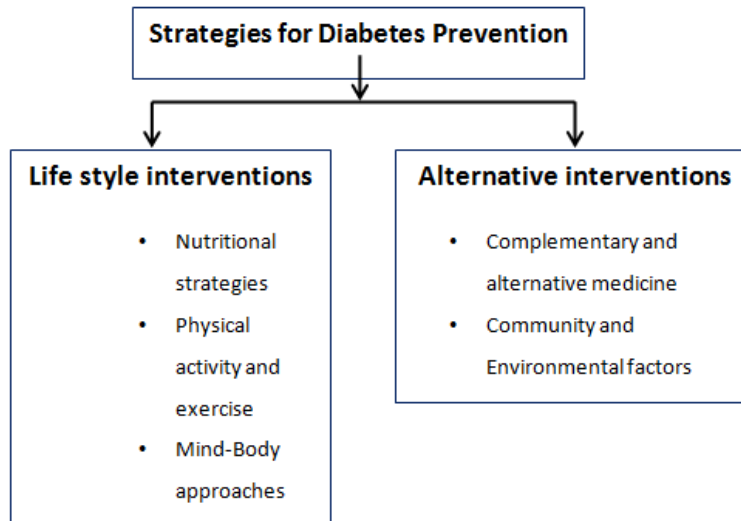 Strategies for Diabetes Prevention
Life style interventions
• Nutritional
strategies
• Physical
activity and
exercise
• Mind-Body
approaches
Alternative interventions
• Complementary and
alternative medicine
• Community and
Environmental factors